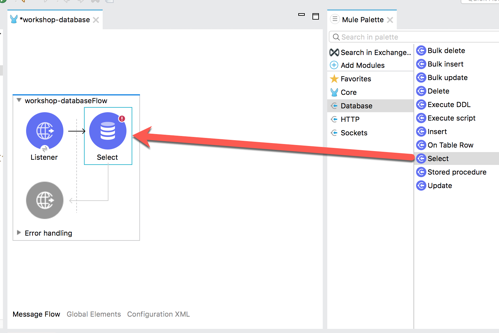 *workshop-database
Mule Palette
Search in palette
Search in Exchange..
Add Modules
Favorites
Core
Database
HTTP
Sockets
Bulk delete
Bulk insert
Bulk update
Delete
Execute DDL
Execute script
Insert
On Table Row
Select
Stored procedure
Update
workshop-databaseFlow
Listener
Select
Error handling
Message Flow Global Elements Configuration XML